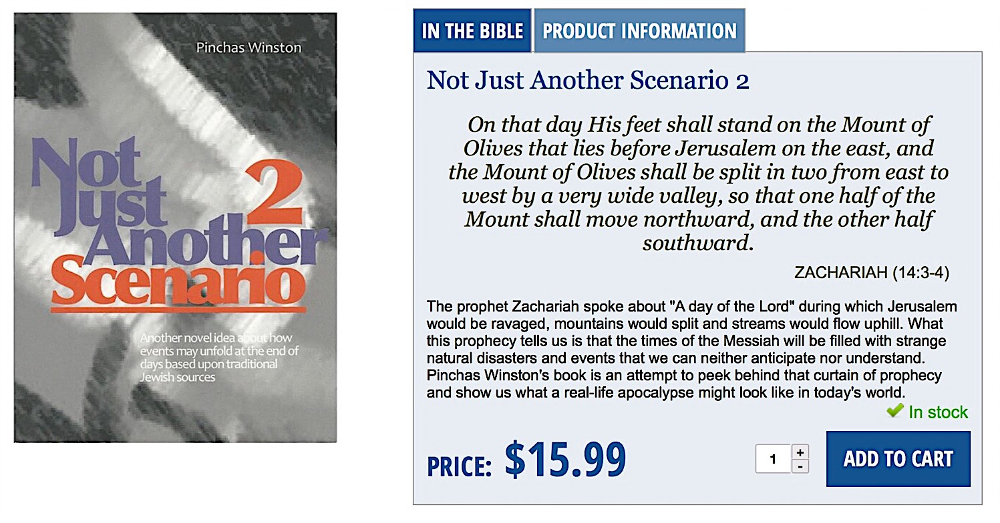 Pinchas Winston
Not
Just
Another
2
Scenario
Another novel idea about how
events may unfold at the end of
days based upon traditional
Jewish sources
IN THE BIBLE
PRODUCT INFORMATION
Not Just Another Scenario 2
On that day His feet shall stand on the Mount of
Olives that lies before Jerusalem on the east, and
the Mount of Olives shall be split in two from east to
west by a very wide valley, so that one half of the
Mount shall move northward, and the other half
southward.
ZACHARIAH (14:3-4)
The prophet Zachariah spoke about "A day of the Lord" during which Jerusalem
would be ravaged, mountains would split and streams would flow uphill. What
this prophecy tells us is that the times of the Messiah will be filled with strange
natural disasters and events that we can neither anticipate nor understand.
Pinchas Winston's book is an attempt to peek behind that curtain of prophecy
and show us what a real-life apocalypse might look like in today's world.
In stock
PRICE: $15.99
1
+
-
ADD TO CART